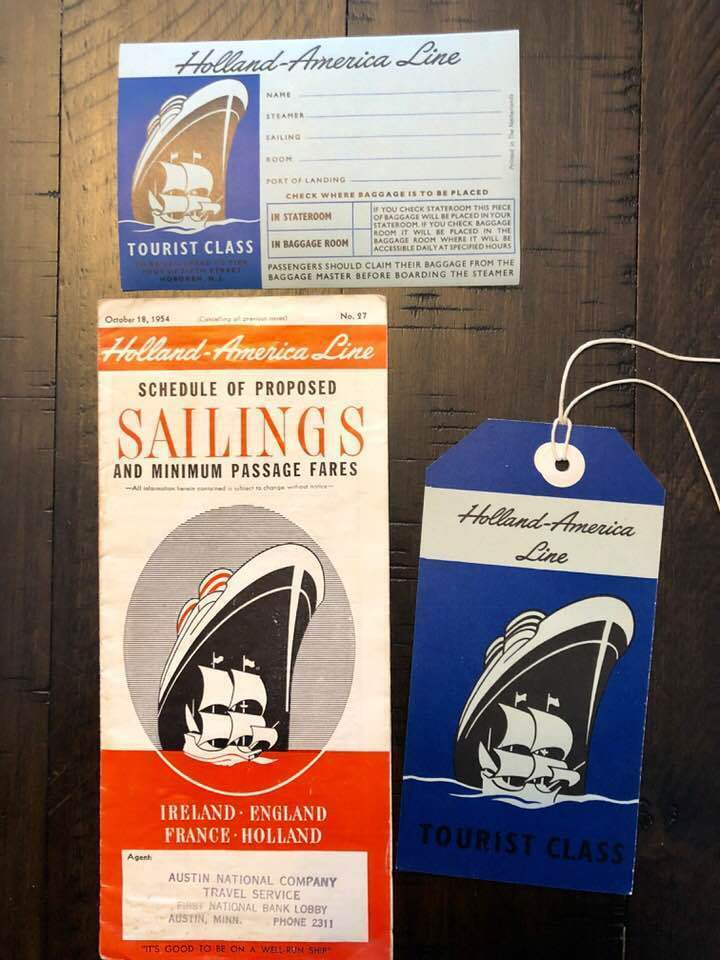 Holland-America Line
NAME
STEAMER
SAILING
ROOM
PORT OF LANDING
CHECK WHERE BAGGAGE IS TO BE PLACED
IN STATEROOM
IN BAGGAGE ROOM
IF YOU CHECK STATEROOM THIS PIECE
OF BAGGAGE WILL BE PLACED IN YOUR
STATEROOM. IF YOU CHECK BAGGAGE
ROOM IT WILL BE PLACED IN THE
BAGGAGE ROOM WHERE IT WILL BE
ACCESSIBLE DAILY AT SPECIFIED HOURS
PASSENGERS SHOULD CLAIM THEIR BAGGAGE FROM THE
BAGGAGE MASTER BEFORE BOARDING THE STEAMER
Printed in The Netherlands
TOURIST CLASS
FIFTH STREET
HOBOKEN N.J.
October 18, 1954 (Cancelling all previous issues) No. 27
Holland-America Line
SCHEDULE OF PROPOSED
SAILINGS
AND MINIMUM PASSAGE FARES
—All information herein contained is subject to change without notice—
IRELAND · ENGLAND
FRANCE · HOLLAND
Agent:
AUSTIN NATIONAL COMPANY
TRAVEL SERVICE
FIRST NATIONAL BANK LOBBY
AUSTIN, MINN. PHONE 2311
"IT'S GOOD TO BE ON A WELL-RUN SHIP"
Holland-America
Line
TOURIST CLASS